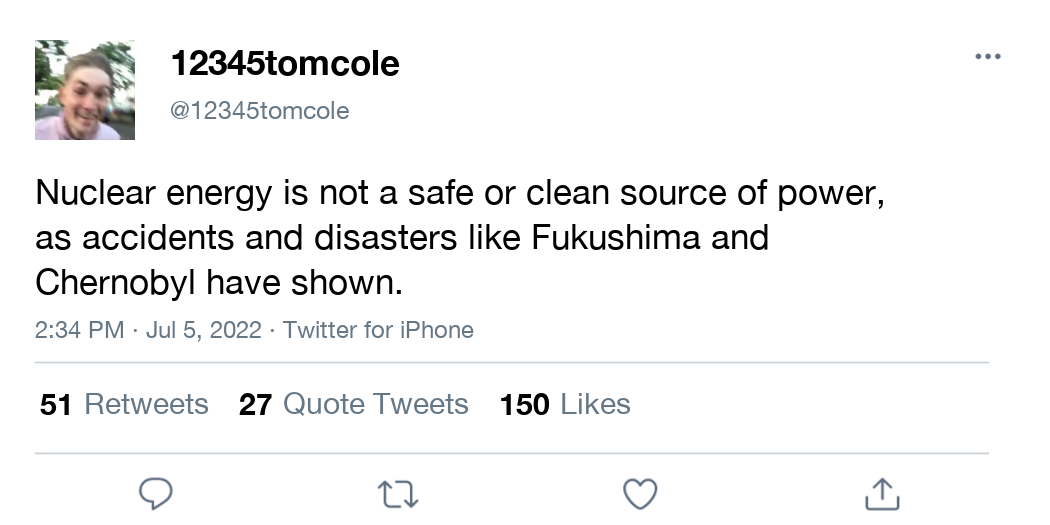 12345tomcole
@12345tomcole
Nuclear energy is not a safe or clean source of power,
as accidents and disasters like Fukushima and
Chernobyl have shown.
2:34 PM · Jul 5, 2022 · Twitter for iPhone
51 Retweets 27 Quote Tweets 150 Likes